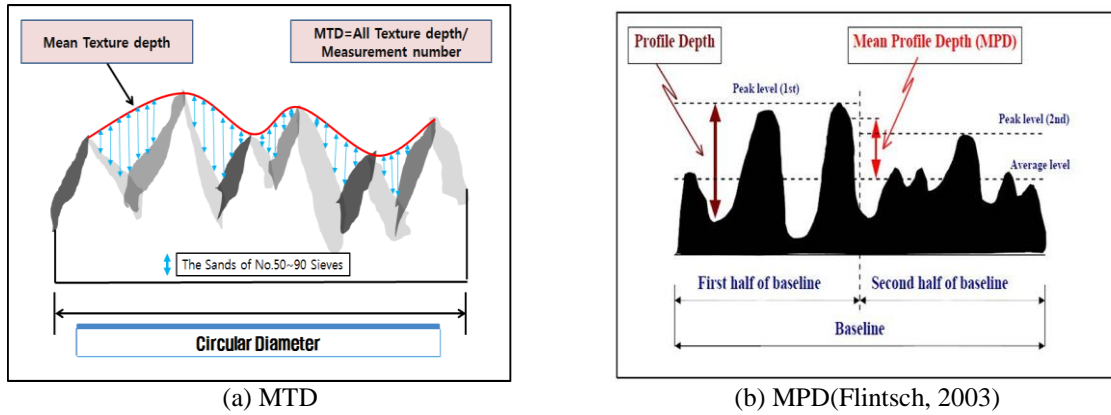 Mean Texture depth
MTD=All Texture depth/
Measurement number
The Sands of No.50~90 Sieves
Circular Diameter
(a) MTD
Profile Depth
Mean Profile Depth (MPD)
Peak level (1st)
Peak level (2nd)
Average level
First half of baseline
Second half of baseline
Baseline
(b) MPD(Flintsch, 2003)